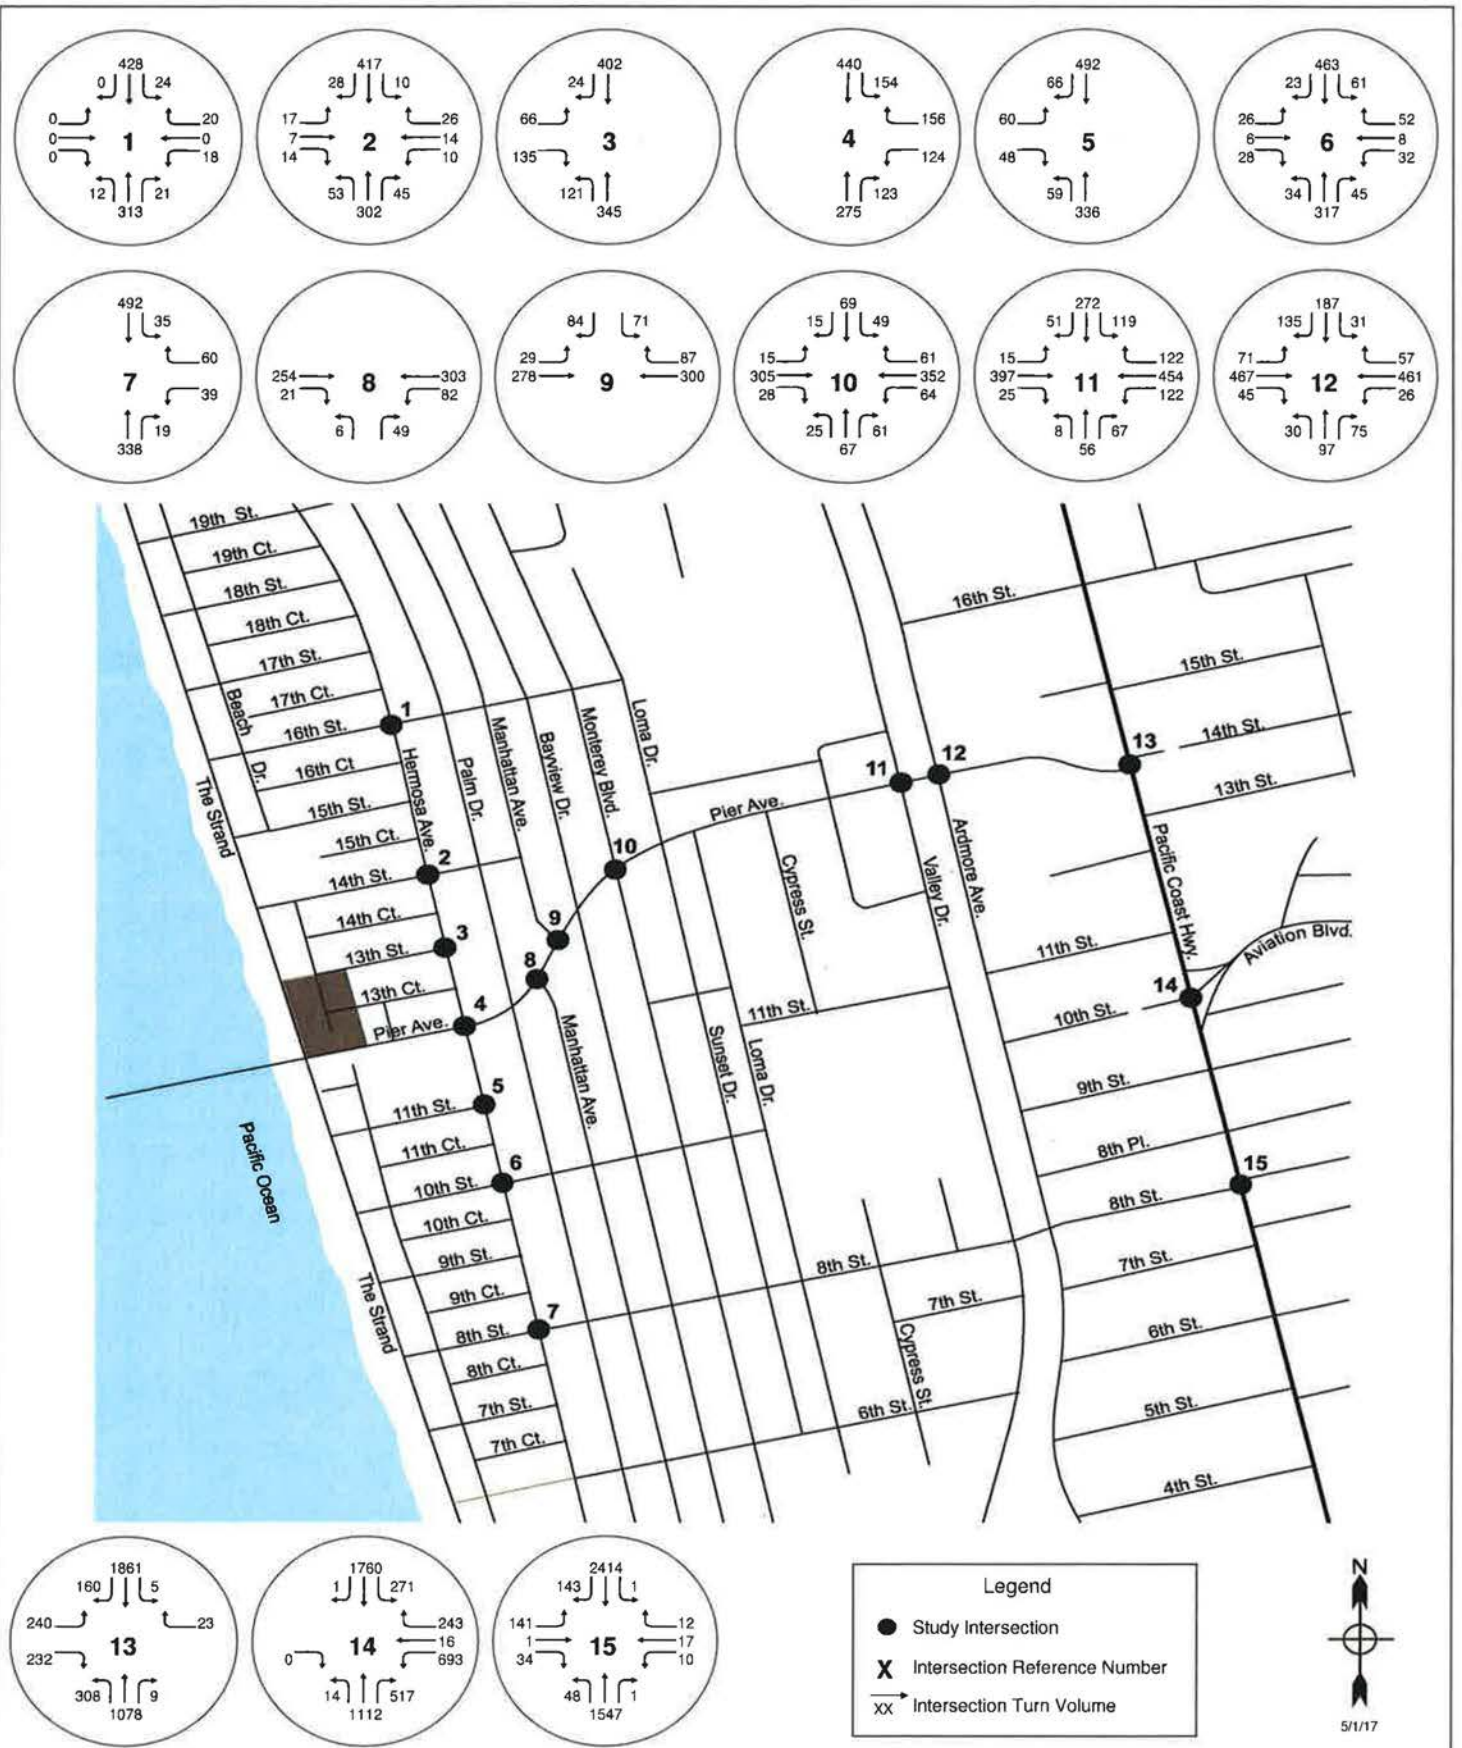 428
0 24
0 20
0 1 0
0 18
12 21
313
417
28 10
17 26
7 2 14
14 10
53 45
302
402
24
66
3
135
121
345
440
154
156
4
124
123
275
492
66
60
5
48
59
336
463
23 61
26 52
6 6 8
28 32
34 45
317
492
35
60
7
39
19
338
254 8 303
21 82
6 49
84 71
29 87
278 9 300
69
15 49
15 61
305 10 352
28 64
25 61
67
272
51 119
15 122
397 11 454
25 122
8 67
56
187
135 31
71 57
467 12 461
45 26
30 75
97
19th St.
19th Ct.
18th St.
18th Ct.
17th St.
17th Ct.
16th St.
16th Ct
15th St.
15th Ct.
14th St.
14th Ct.
13th St.
13th Ct.
Pier Ave.
Beach
Dr.
The Strand
Hermosa Ave.
Palm Dr.
Manhattan Ave.
Bayview Dr.
Monterey Blvd.
Loma Dr.
1
2
3
4
5
6
7
8
9
10
11
12
13
14
15
Pier Ave.
Cypress St.
Valley Dr.
Ardmore Ave.
Pacific Coast Hwy.
16th St.
15th St.
14th St.
13th St.
11th St.
Aviation Blvd.
10th St.
9th St.
8th Pl.
8th St.
7th St.
6th St.
5th St.
4th St.
11th St.
Sunset Dr.
Loma Dr.
Manhattan Ave.
8th St.
7th St.
Cypress St.
6th St.
11th St.
11th Ct.
10th St.
10th Ct.
9th St.
9th Ct.
8th St.
8th Ct.
7th St.
7th Ct.
The Strand
Pacific Ocean
1861
160 5
240 23
13
232
308 9
1078
1760
1 271
243
14 16
0 693
14 517
1112
2414
143 1
141 12
1 15 17
34 10
48 1
1547
Legend
Study Intersection
X Intersection Reference Number
XX Intersection Turn Volume
N
5/1/17